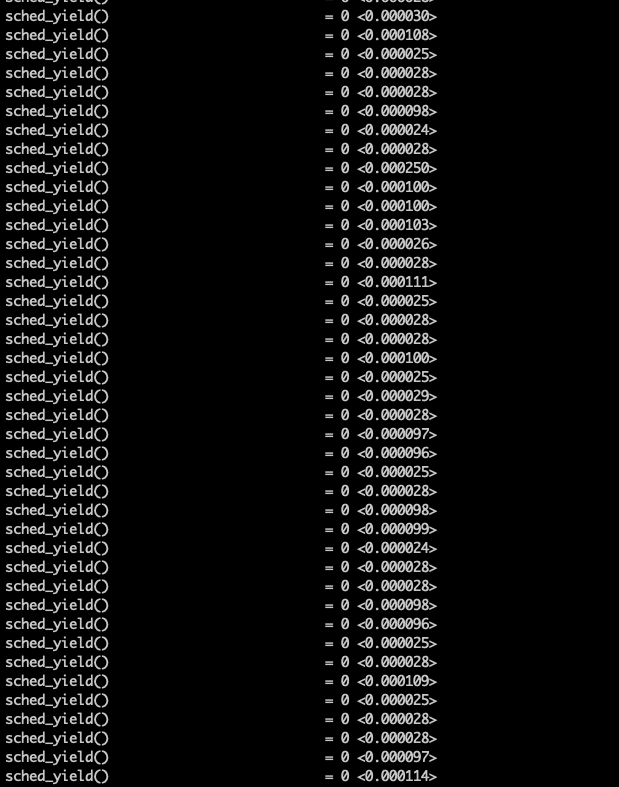 sched_yield() = 0 <0.000030>
sched_yield() = 0 <0.000108>
sched_yield() = 0 <0.000025>
sched_yield() = 0 <0.000028>
sched_yield() = 0 <0.000028>
sched_yield() = 0 <0.000098>
sched_yield() = 0 <0.000024>
sched_yield() = 0 <0.000028>
sched_yield() = 0 <0.000250>
sched_yield() = 0 <0.000100>
sched_yield() = 0 <0.000100>
sched_yield() = 0 <0.000103>
sched_yield() = 0 <0.000026>
sched_yield() = 0 <0.000028>
sched_yield() = 0 <0.000111>
sched_yield() = 0 <0.000025>
sched_yield() = 0 <0.000028>
sched_yield() = 0 <0.000028>
sched_yield() = 0 <0.000100>
sched_yield() = 0 <0.000025>
sched_yield() = 0 <0.000029>
sched_yield() = 0 <0.000028>
sched_yield() = 0 <0.000097>
sched_yield() = 0 <0.000096>
sched_yield() = 0 <0.000025>
sched_yield() = 0 <0.000028>
sched_yield() = 0 <0.000098>
sched_yield() = 0 <0.000099>
sched_yield() = 0 <0.000024>
sched_yield() = 0 <0.000028>
sched_yield() = 0 <0.000028>
sched_yield() = 0 <0.000098>
sched_yield() = 0 <0.000096>
sched_yield() = 0 <0.000025>
sched_yield() = 0 <0.000028>
sched_yield() = 0 <0.000109>
sched_yield() = 0 <0.000025>
sched_yield() = 0 <0.000028>
sched_yield() = 0 <0.000028>
sched_yield() = 0 <0.000097>
sched_yield() = 0 <0.000114>